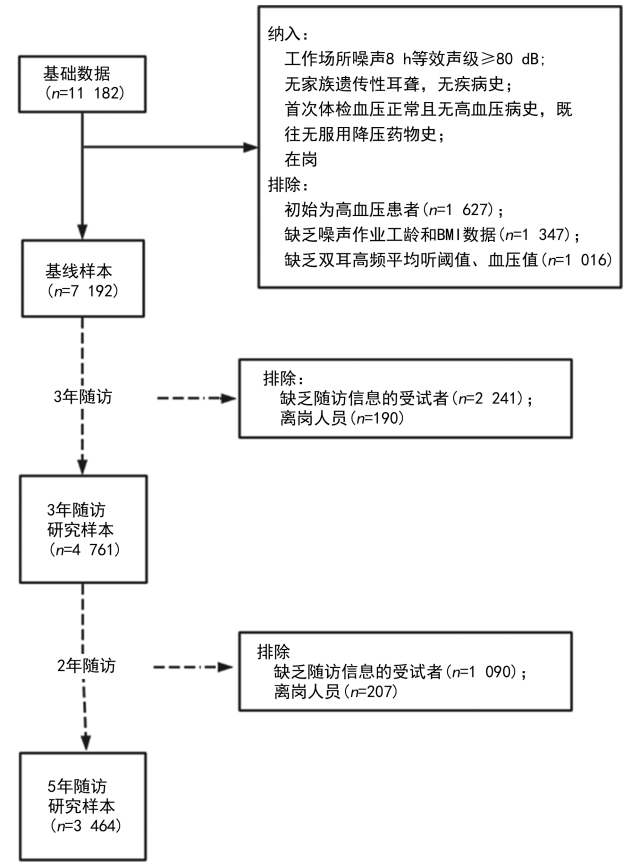 基础数据
(n=11 182)
纳入：
工作场所噪声8 h等效声级≥80 dB;
无家族遗传性耳聋，无疾病史；
首次体检血压正常且无高血压病史，既
往无服用降压药物史；
在岗
排除：
初始为高血压患者(n=1 627)；
缺乏噪声作业工龄和BMI数据(n=1 347)；
缺乏双耳高频平均听阈值、血压值(n=1 016)
基线样本
(n=7 192)
3年随访
排除：
缺乏随访信息的受试者(n=2 241)；
离岗人员(n=190)
3年随访
研究样本
(n=4 761)
2年随访
排除
缺乏随访信息的受试者(n=1 090)；
离岗人员(n=207)
5年随访
研究样本
(n=3 464)